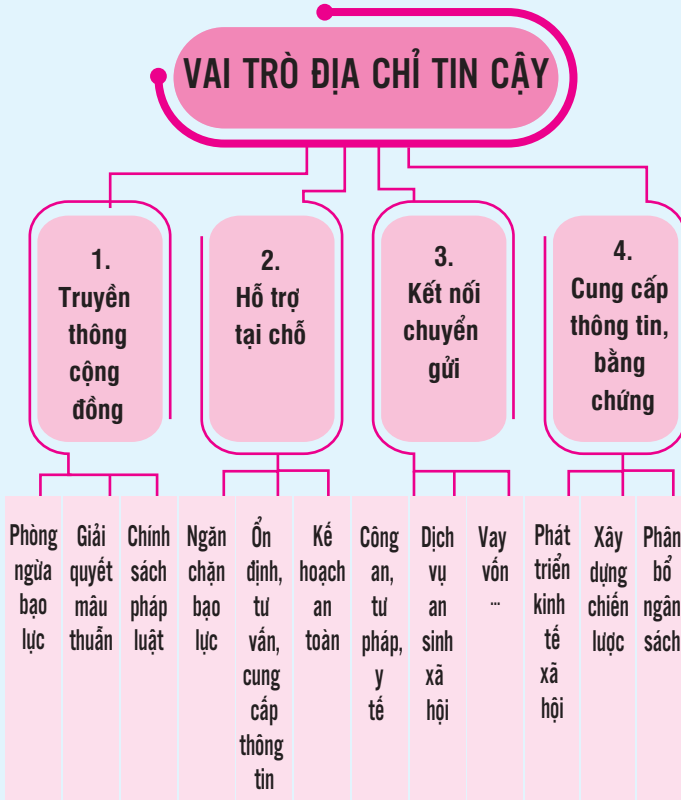 VAI TRÒ ĐỊA CHỈ TIN CẬY
1.
Truyền
thông
cộng
đồng
2.
Hỗ trợ
tại chỗ
3.
Kết nối
chuyển
gửi
4.
Cung cấp
thông tin,
bằng
chứng
Phòng
ngừa
bạo
lực
Giải
quyết
mâu
thuẫn
Chính
sách
pháp
luật
Ngăn
chặn
bạo
lực
Ổn
định,
tư
vấn,
cung
cấp
thông
tin
Kế
hoạch
an
toàn
Công
an,
tư
pháp,
y
tế
Dịch
vụ
an
sinh
xã
hội
Vay
vốn
...
Phát
triển
kinh
tế
xã
hội
Xây
dựng
chiến
lược
Phân
bổ
ngân
sách